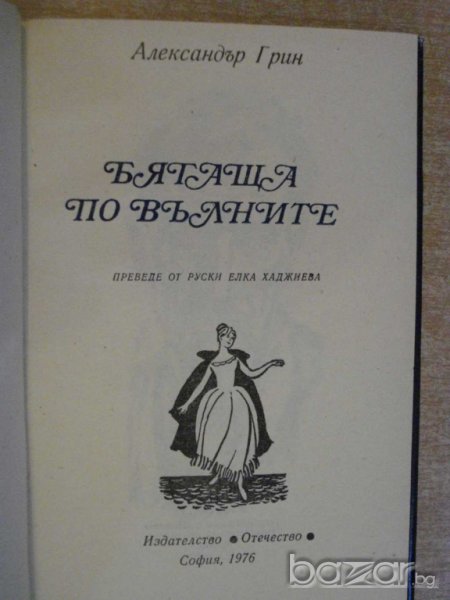 Александър Грин
БЯГАЩА
ПО ВЪЛНИТЕ
ПРЕВЕДЕ ОТ РУСКИ ЕЛКА ХАДЖИЕВА
Издателство • Отечество •
София, 1976
bazar.bg